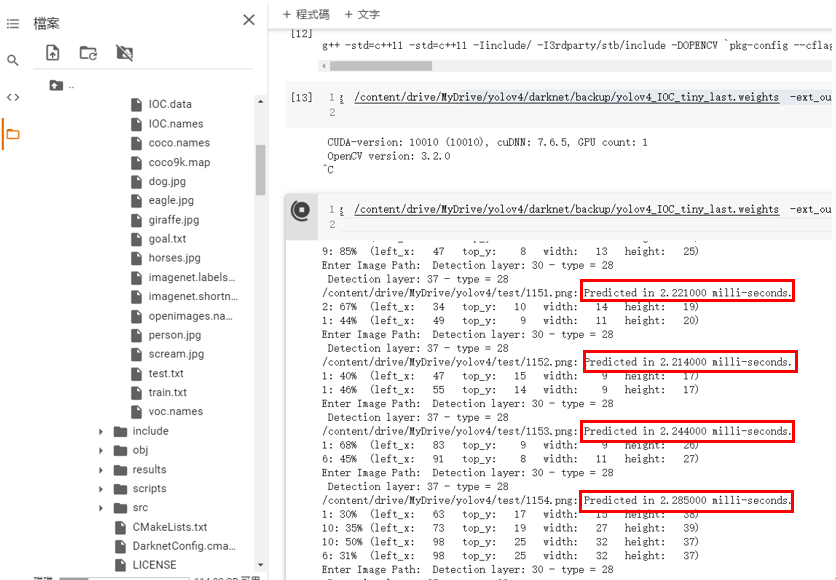 檔案
..
IOC.data
IOC.names
coco.names
coco9k.map
dog.jpg
eagle.jpg
giraffe.jpg
goal.txt
horses.jpg
imagenet.labels...
imagenet.shortn...
openimages.na...
person.jpg
scream.jpg
test.txt
train.txt
voc.names
include
obj
results
scripts
src
CMakeLists.txt
DarknetConfig.cma...
LICENSE
+ 程式碼 + 文字
[12]
g++ -std=c++11 -std=c++11 -Iinclude/ -I3rdparty/stb/include -DOPENCV `pkg-config --cflag
[13] 1 /content/drive/MyDrive/yolov4/darknet/backup/yolov4_IOC_tiny_last.weights -ext_ou
2
CUDA-version: 10010 (10010), cuDNN: 7.6.5, GPU count: 1
OpenCV version: 3.2.0
^C
1 /content/drive/MyDrive/yolov4/darknet/backup/yolov4_IOC_tiny_last.weights -ext_ou
2
9: 85% (left_x: 47 top_y: 8 width: 13 height: 25)
Enter Image Path: Detection layer: 30 - type = 28
Detection layer: 37 - type = 28
/content/drive/MyDrive/yolov4/test/1151.png: Predicted in 2.221000 milli-seconds.
2: 67% (left_x: 34 top_y: 10 width: 14 height: 19)
1: 44% (left_x: 49 top_y: 9 width: 11 height: 20)
Enter Image Path: Detection layer: 30 - type = 28
Detection layer: 37 - type = 28
/content/drive/MyDrive/yolov4/test/1152.png: Predicted in 2.214000 milli-seconds.
1: 40% (left_x: 47 top_y: 15 width: 9 height: 17)
1: 46% (left_x: 55 top_y: 14 width: 9 height: 17)
Enter Image Path: Detection layer: 30 - type = 28
Detection layer: 37 - type = 28
/content/drive/MyDrive/yolov4/test/1153.png: Predicted in 2.244000 milli-seconds.
1: 68% (left_x: 83 top_y: 9 width: 9 height: 26)
6: 45% (left_x: 91 top_y: 8 width: 11 height: 27)
Enter Image Path: Detection layer: 30 - type = 28
Detection layer: 37 - type = 28
/content/drive/MyDrive/yolov4/test/1154.png: Predicted in 2.285000 milli-seconds.
1: 30% (left_x: 63 top_y: 17 width: 15 height: 38)
10: 35% (left_x: 73 top_y: 19 width: 27 height: 39)
10: 50% (left_x: 98 top_y: 25 width: 32 height: 37)
6: 31% (left_x: 98 top_y: 25 width: 32 height: 37)
Enter Image Path: Detection layer: 30 - type = 28